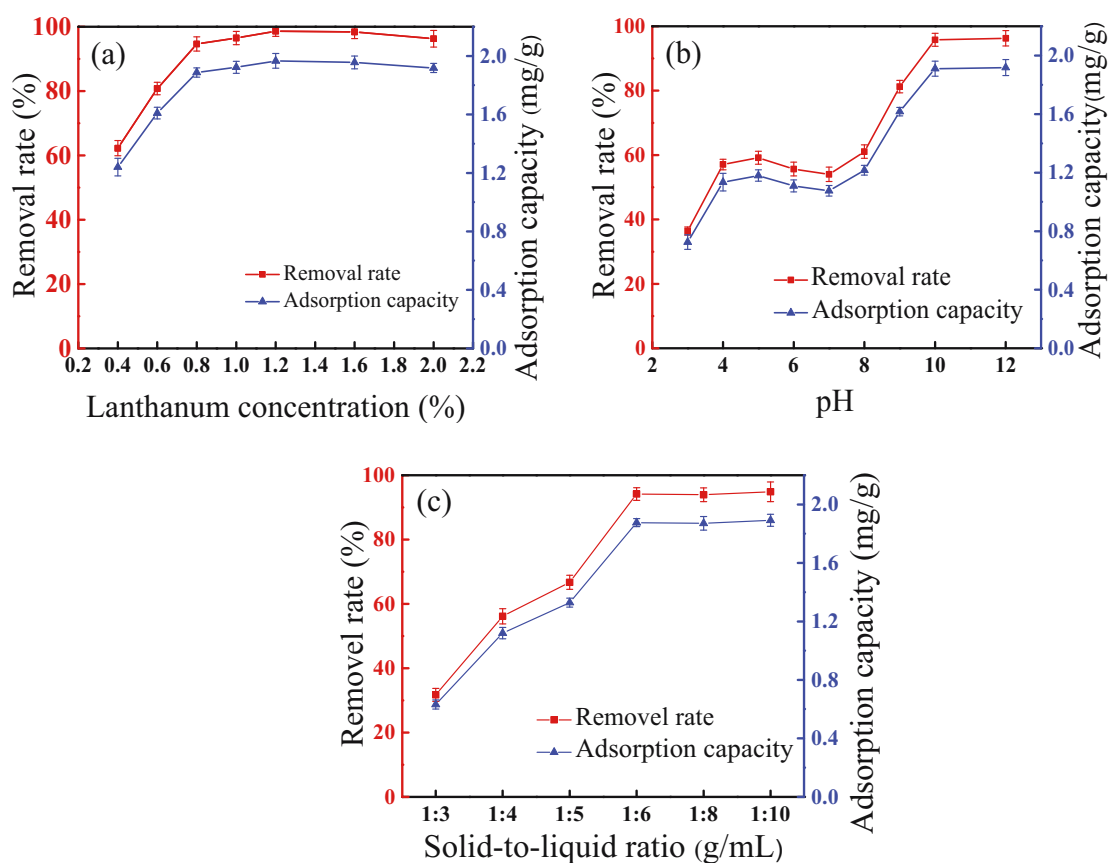 (a)
Removal rate (%)
100
80
60
40
20
0
Removal rate
Adsorption capacity
0.2 0.4 0.6 0.8 1.0 1.2 1.4 1.6 1.8 2.0 2.2
Lanthanum concentration (%)
2.0
1.6
1.2
0.8
0.4
0.0
Adsorption capacity (mg/g)
(b)
Removal rate (%)
100
80
60
40
20
0
Removal rate
Adsorption capacity
2 4 6 8 10 12
pH
2.0
1.6
1.2
0.8
0.4
0.0
Adsorption capacity(mg/g)
(c)
Removel rate (%)
100
80
60
40
20
0
Removel rate
Adsorption capacity
1:3 1:4 1:5 1:6 1:8 1:10
Solid-to-liquid ratio (g/mL)
2.0
1.6
1.2
0.8
0.4
0.0
Adsorption capacity (mg/g)